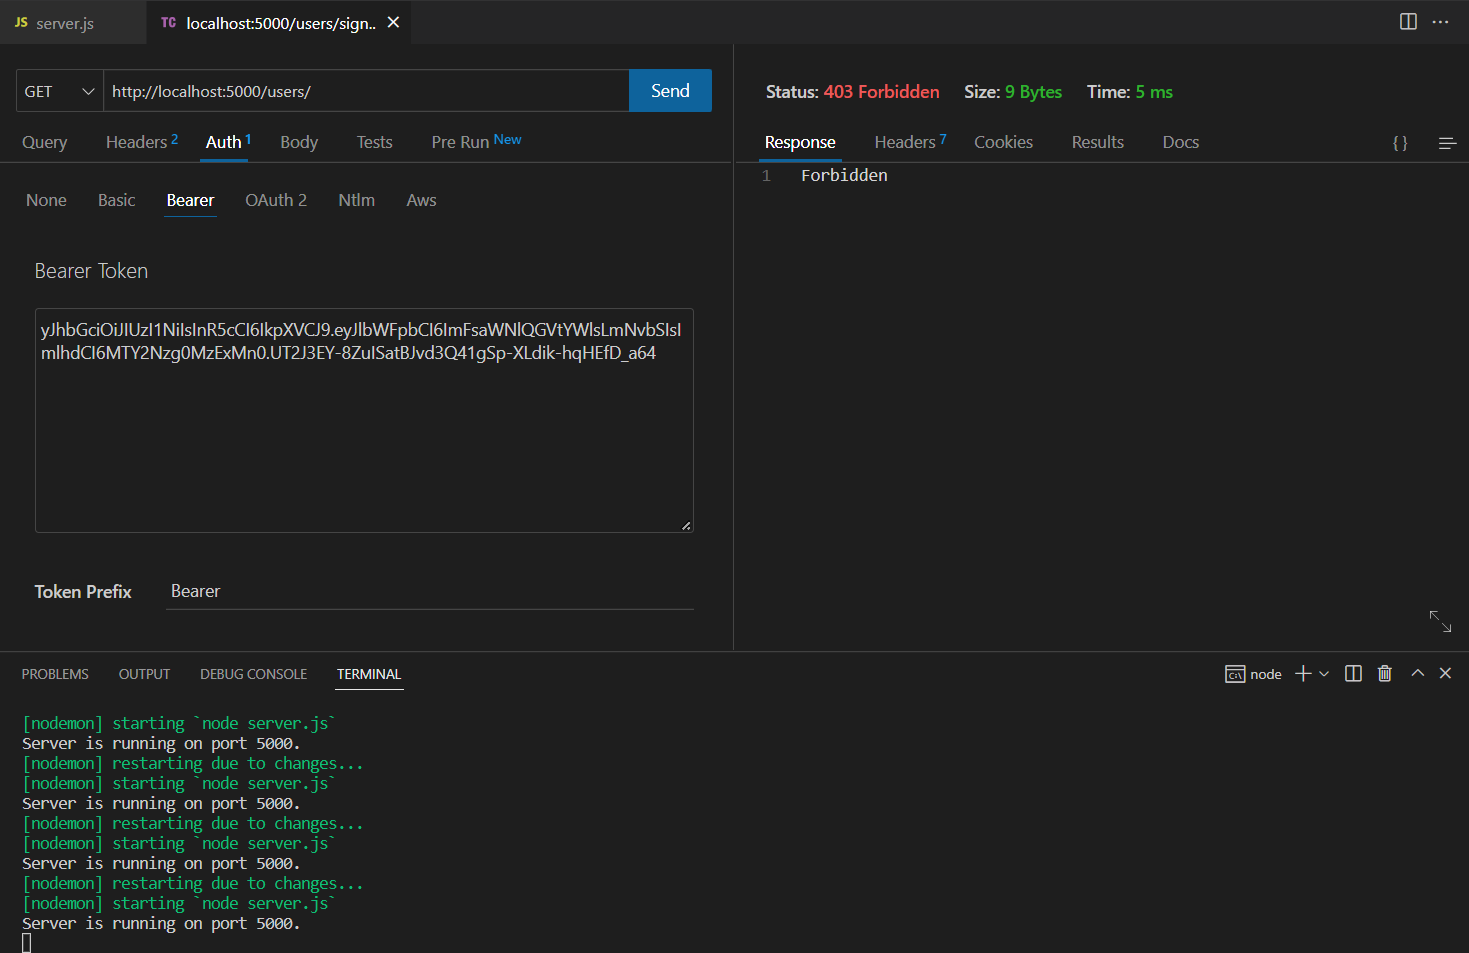 JS server.js
TC localhost:5000/users/sign..
GET http://localhost:5000/users/ Send
Status: 403 Forbidden Size: 9 Bytes Time: 5 ms
Query Headers 2 Auth 1 Body Tests Pre Run New
Response Headers 7 Cookies Results Docs {}
1 Forbidden
None Basic Bearer OAuth 2 Ntlm Aws
Bearer Token
yJhbGciOiJIUzI1NiIsInR5cCI6IkpXVCJ9.eyJlbWFpbCI6ImFsaWNlQGVtYWlsLmNvbSIsI
mlhdCI6MTY2Nzg0MzExMn0.UT2J3EY-8ZuISatBJvd3Q41gSp-XLdik-hqHEfD_a64
Token Prefix Bearer
PROBLEMS OUTPUT DEBUG CONSOLE TERMINAL node
[nodemon] starting `node server.js`
Server is running on port 5000.
[nodemon] restarting due to changes...
[nodemon] starting `node server.js`
Server is running on port 5000.
[nodemon] restarting due to changes...
[nodemon] starting `node server.js`
Server is running on port 5000.
[nodemon] restarting due to changes...
[nodemon] starting `node server.js`
Server is running on port 5000.